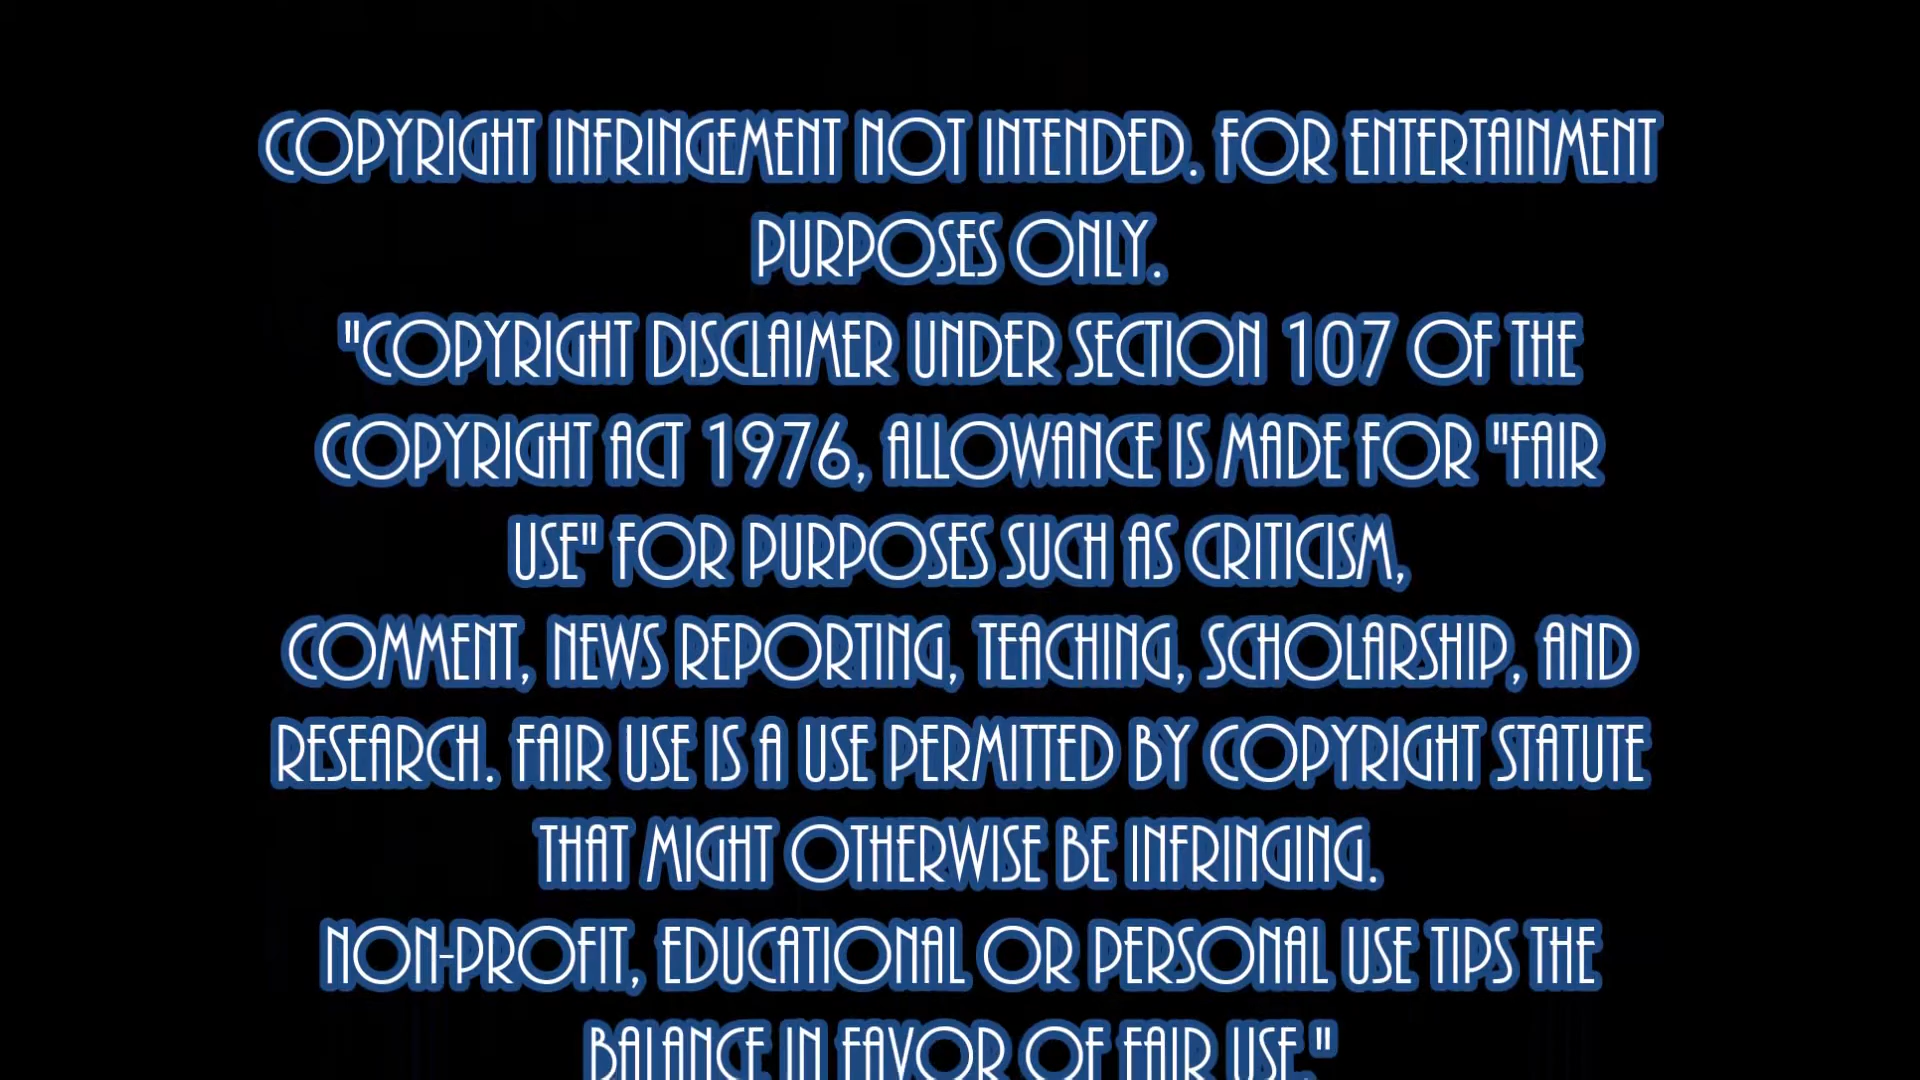 COPYRIGHT INFRINGEMENT NOT INTENDED. FOR ENTERTAINMENT
PURPOSES ONLY.
"COPYRIGHT DISCLAIMER UNDER SECTION 107 OF THE
COPYRIGHT ACT 1976, ALLOWANCE IS MADE FOR "FAIR
USE" FOR PURPOSES SUCH AS CRITICISM,
COMMENT, NEWS REPORTING, TEACHING, SCHOLARSHIP, AND
RESEARCH. FAIR USE IS A USE PERMITTED BY COPYRIGHT STATUTE
THAT MIGHT OTHERWISE BE INFRINGING.
NON-PROFIT, EDUCATIONAL OR PERSONAL USE TIPS THE
BALANCE IN FAVOR OF FAIR USE."